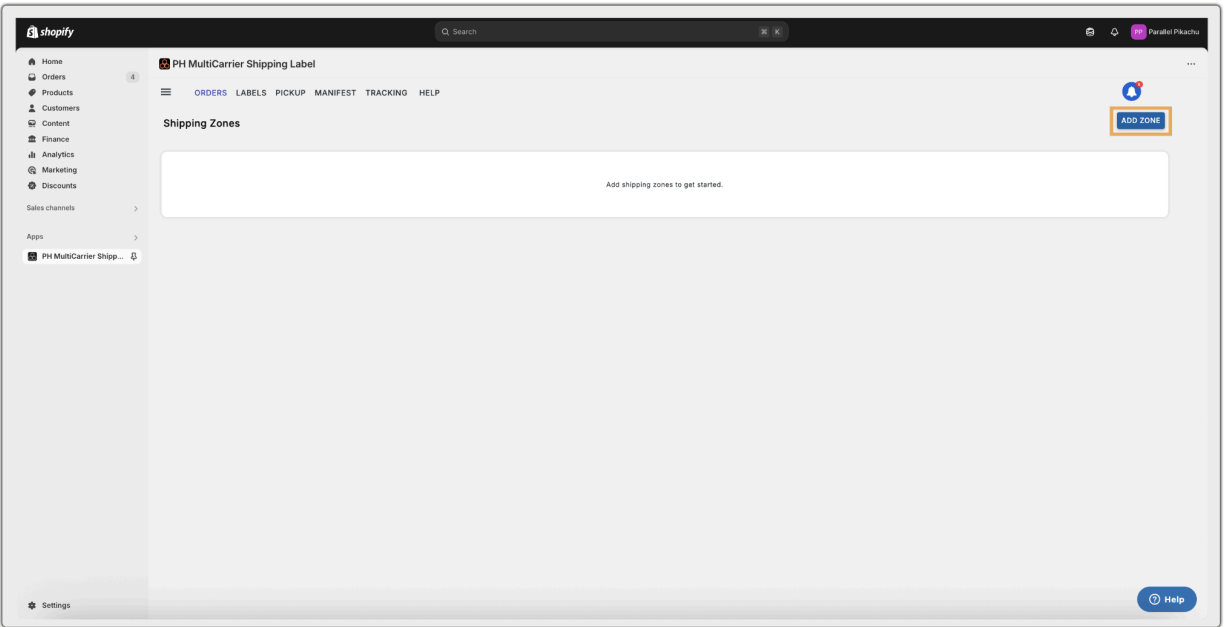 shopify
Search
⌘ K
PP
Parallel Pikachu
Home
Orders 4
Products
Customers
Content
Finance
Analytics
Marketing
Discounts
Sales channels
Apps
PH MultiCarrier Shipp...
Settings
PH MultiCarrier Shipping Label
ORDERS LABELS PICKUP MANIFEST TRACKING HELP
Shipping Zones
ADD ZONE
Add shipping zones to get started.
Help